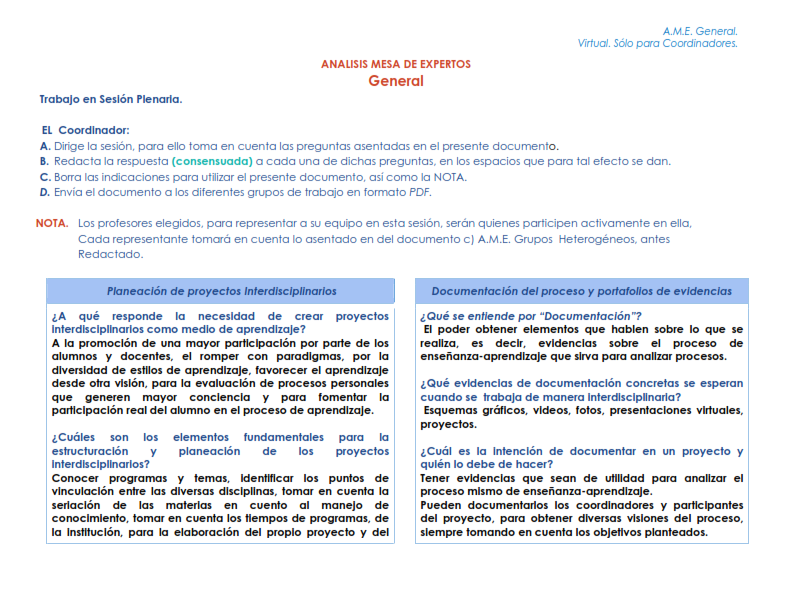 A.M.E. General.
Virtual. Sólo para Coordinadores.
ANALISIS MESA DE EXPERTOS
General
Trabajo en Sesión Plenaria.
EL Coordinador:
A. Dirige la sesión, para ello toma en cuenta las preguntas asentadas en el presente documento.
B. Redacta la respuesta (consensuada) a cada una de dichas preguntas, en los espacios que para tal efecto se dan.
C. Borra las indicaciones para utilizar el presente documento, así como la NOTA.
D. Envía el documento a los diferentes grupos de trabajo en formato PDF.
NOTA. Los profesores elegidos, para representar a su equipo en esta sesión, serán quienes participen activamente en ella,
Cada representante tomará en cuenta lo asentado en del documento c) A.M.E. Grupos Heterogéneos, antes
Redactado.
Planeación de proyectos Interdisciplinarios
¿A qué responde la necesidad de crear proyectos
Interdisciplinarios como medio de aprendizaje?
A la promoción de una mayor participación por parte de los
alumnos y docentes, el romper con paradigmas, por la
diversidad de estilos de aprendizaje, favorecer el aprendizaje
desde otra visión, para la evaluación de procesos personales
que generen mayor conciencia y para fomentar la
participación real del alumno en el proceso de aprendizaje.
¿Cuáles son los elementos fundamentales para la
estructuración y planeación de los proyectos
Interdisciplinarios?
Conocer programas y temas, identificar los puntos de
vinculación entre las diversas disciplinas, tomar en cuenta la
seriación de las materias en cuento al manejo de
conocimiento, tomar en cuenta los tiempos de programas, de
la institución, para la elaboración del propio proyecto y del
Documentación del proceso y portafolios de evidencias
¿Qué se entiende por “Documentación”?
El poder obtener elementos que hablen sobre lo que se
realiza, es decir, evidencias sobre el proceso de
enseñanza-aprendizaje que sirva para analizar procesos.
¿Qué evidencias de documentación concretas se esperan
cuando se trabaja de manera interdisciplinaria?
Esquemas gráficos, videos, fotos, presentaciones virtuales,
proyectos.
¿Cuál es la intención de documentar en un proyecto y
quién lo debe de hacer?
Tener evidencias que sean de utilidad para analizar el
proceso mismo de enseñanza-aprendizaje.
Pueden documentarlos los coordinadores y participantes
del proyecto, para obtener diversas visiones del proceso,
siempre tomando en cuenta los objetivos planteados.